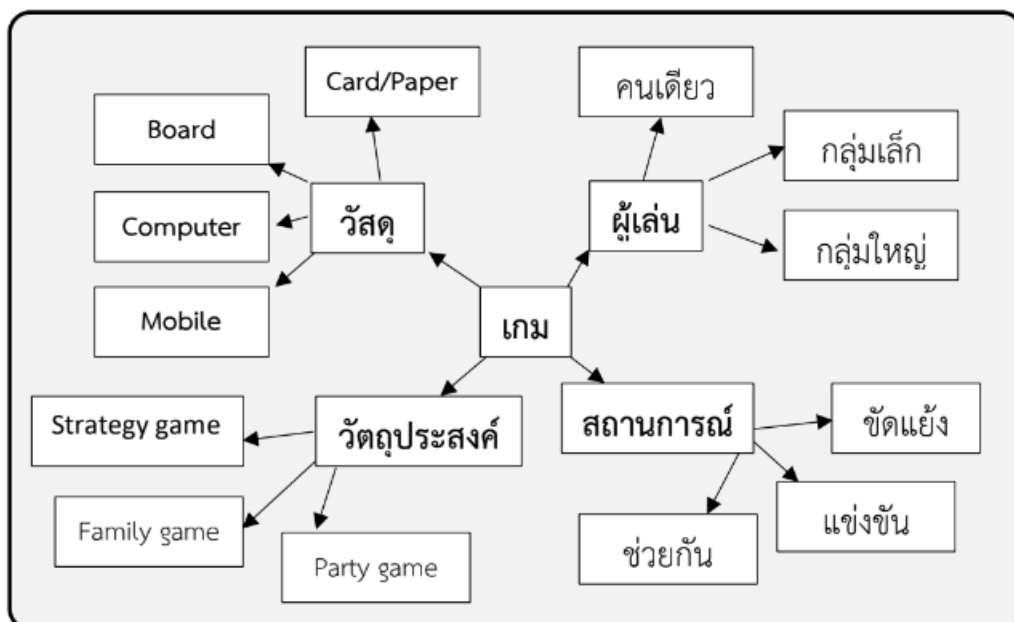 Card/Paper
คนเดียว
Board
กลุ่มเล็ก
Computer
วัสดุ
ผู้เล่น
กลุ่มใหญ่
Mobile
เกม
Strategy game
วัตถุประสงค์
สถานการณ์
ขัดแย้ง
Family game
Party game
ช่วยกัน
แข่งขัน